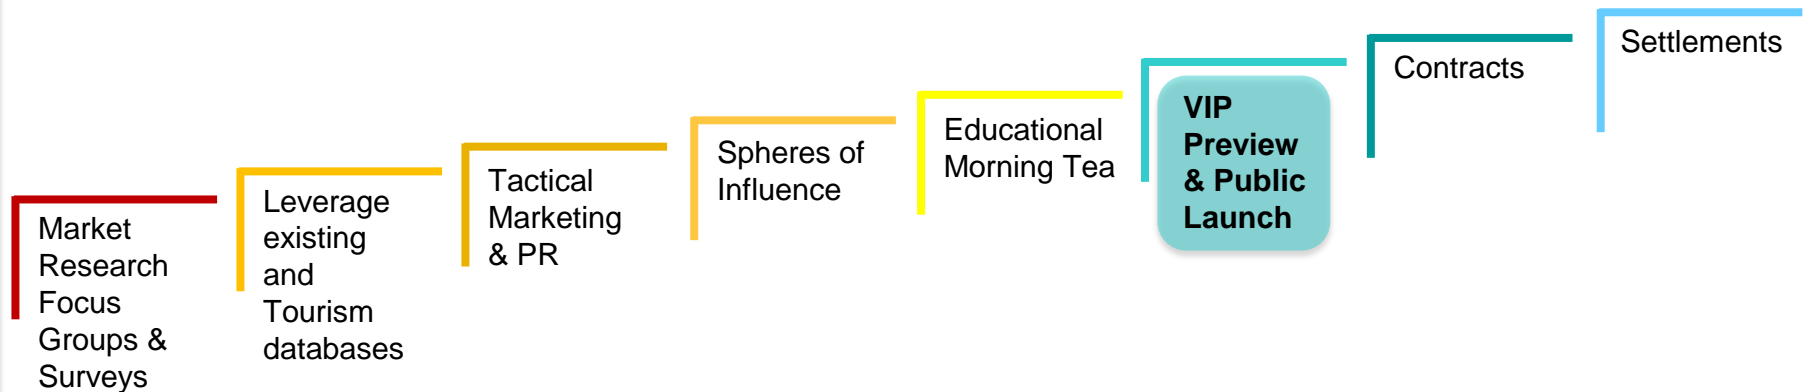 Market
Research
Focus
Groups &
Surveys
Leverage
existing
and
Tourism
databases
Tactical
Marketing
& PR
Spheres of
Influence
Educational
Morning Tea
VIP
Preview
& Public
Launch
Contracts
Settlements